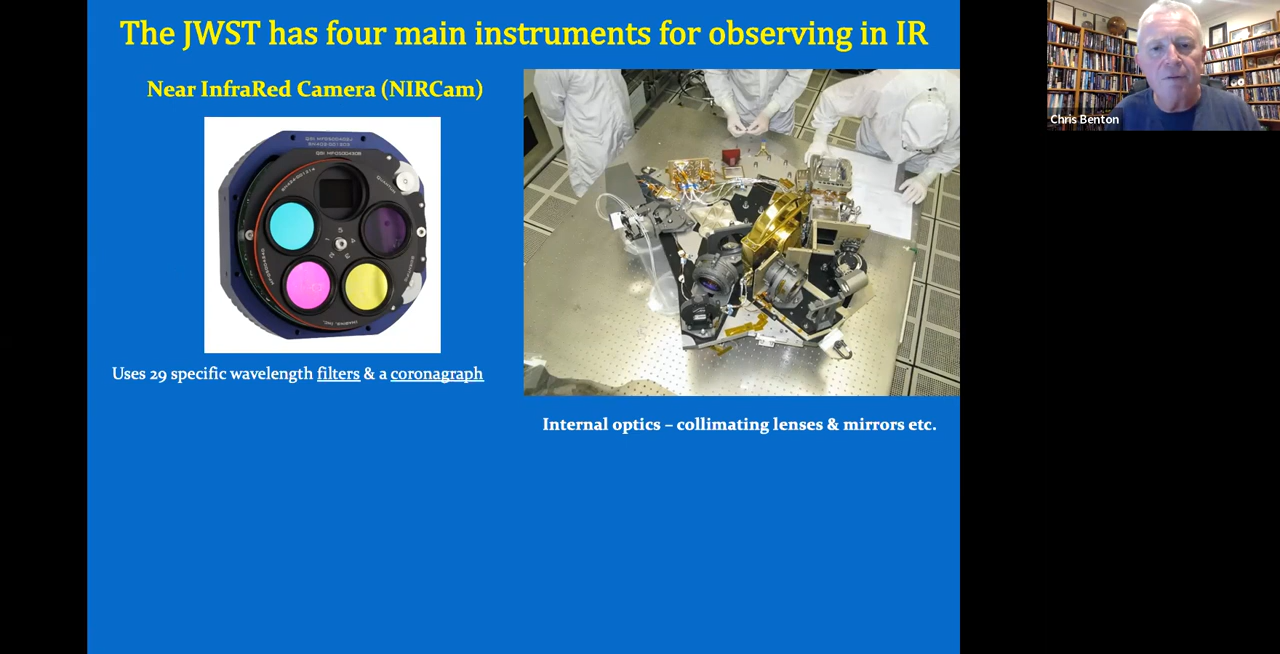 The JWST has four main instruments for observing in IR
Near InfraRed Camera (NIRCam)
Uses 29 specific wavelength filters & a coronagraph
Internal optics – collimating lenses & mirrors etc.
Chris Benton